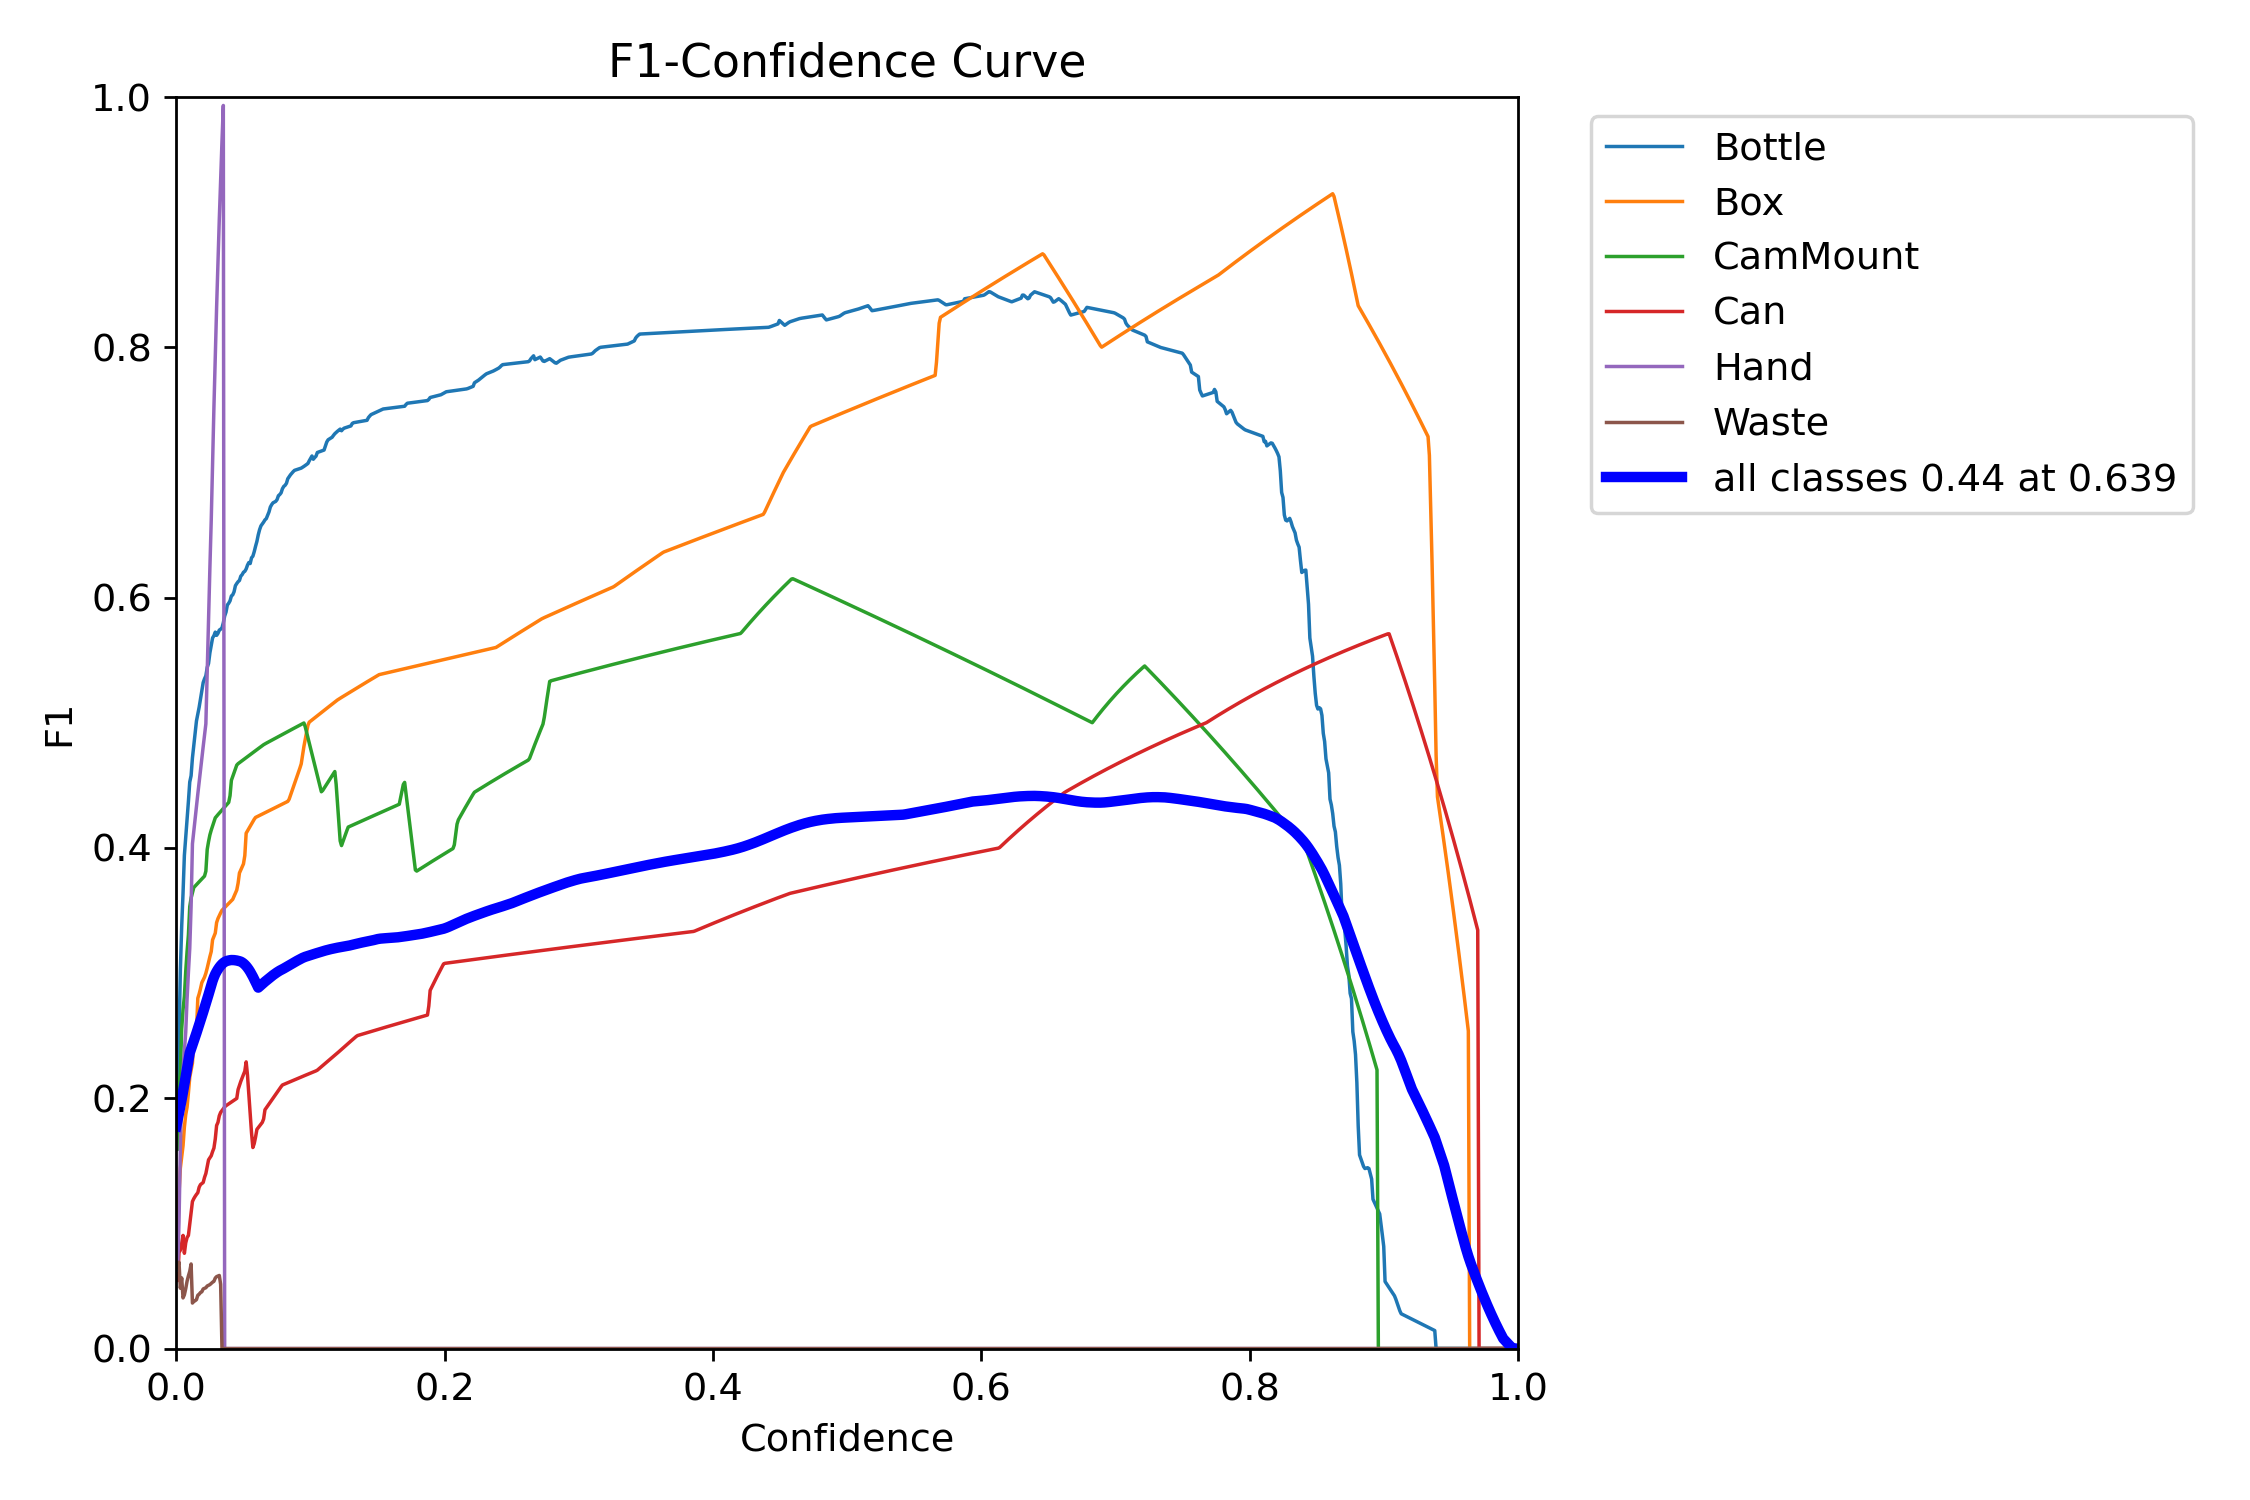 F1-Confidence Curve
1.0
0.8
0.6
0.4
0.2
0.0
F1
0.0 0.2 0.4 0.6 0.8 1.0
Confidence
Bottle
Box
CamMount
Can
Hand
Waste
all classes 0.44 at 0.639